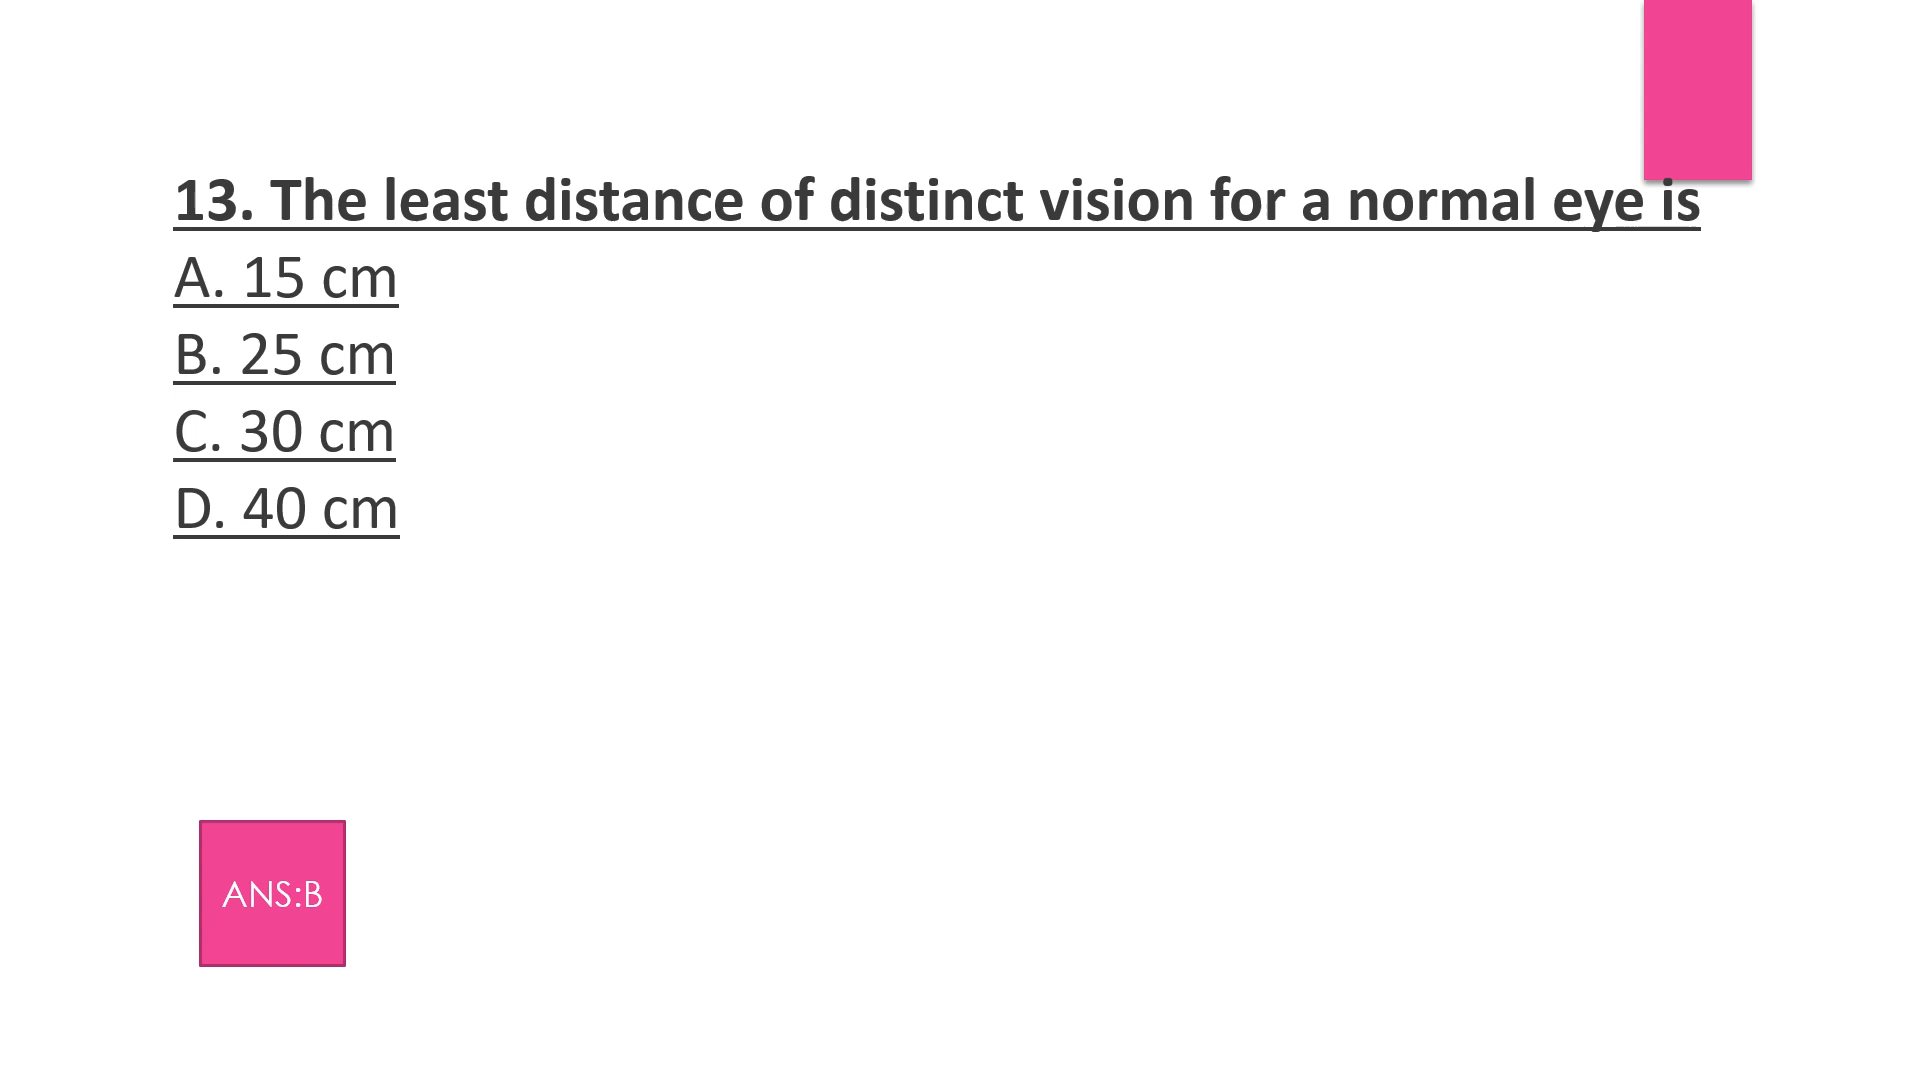 13. The least distance of distinct vision for a normal eye is
A. 15 cm
B. 25 cm
C. 30 cm
D. 40 cm
ANS:B